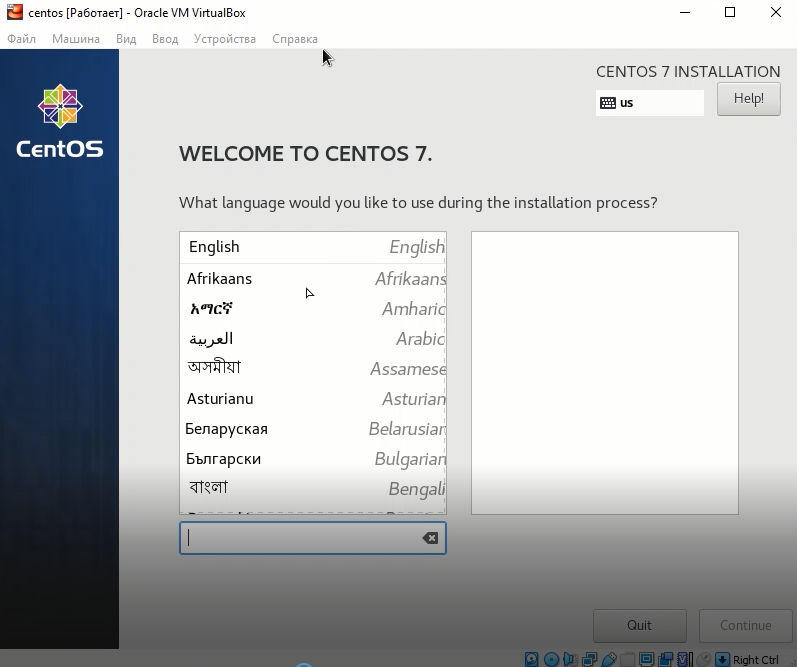 centos [Работает] - Oracle VM VirtualBox
Файл Машина Вид Ввод Устройства Справка
CentOS
CENTOS 7 INSTALLATION
us
Help!
WELCOME TO CENTOS 7.
What language would you like to use during the installation process?
English English
Afrikaans Afrikaans
አማርኛ Amharic
العربية Arabic
অসমীয়া Assamese
Asturianu Asturian
Беларуская Belarusian
Български Bulgarian
বাংলা Bengali
Quit Continue
Right Ctrl